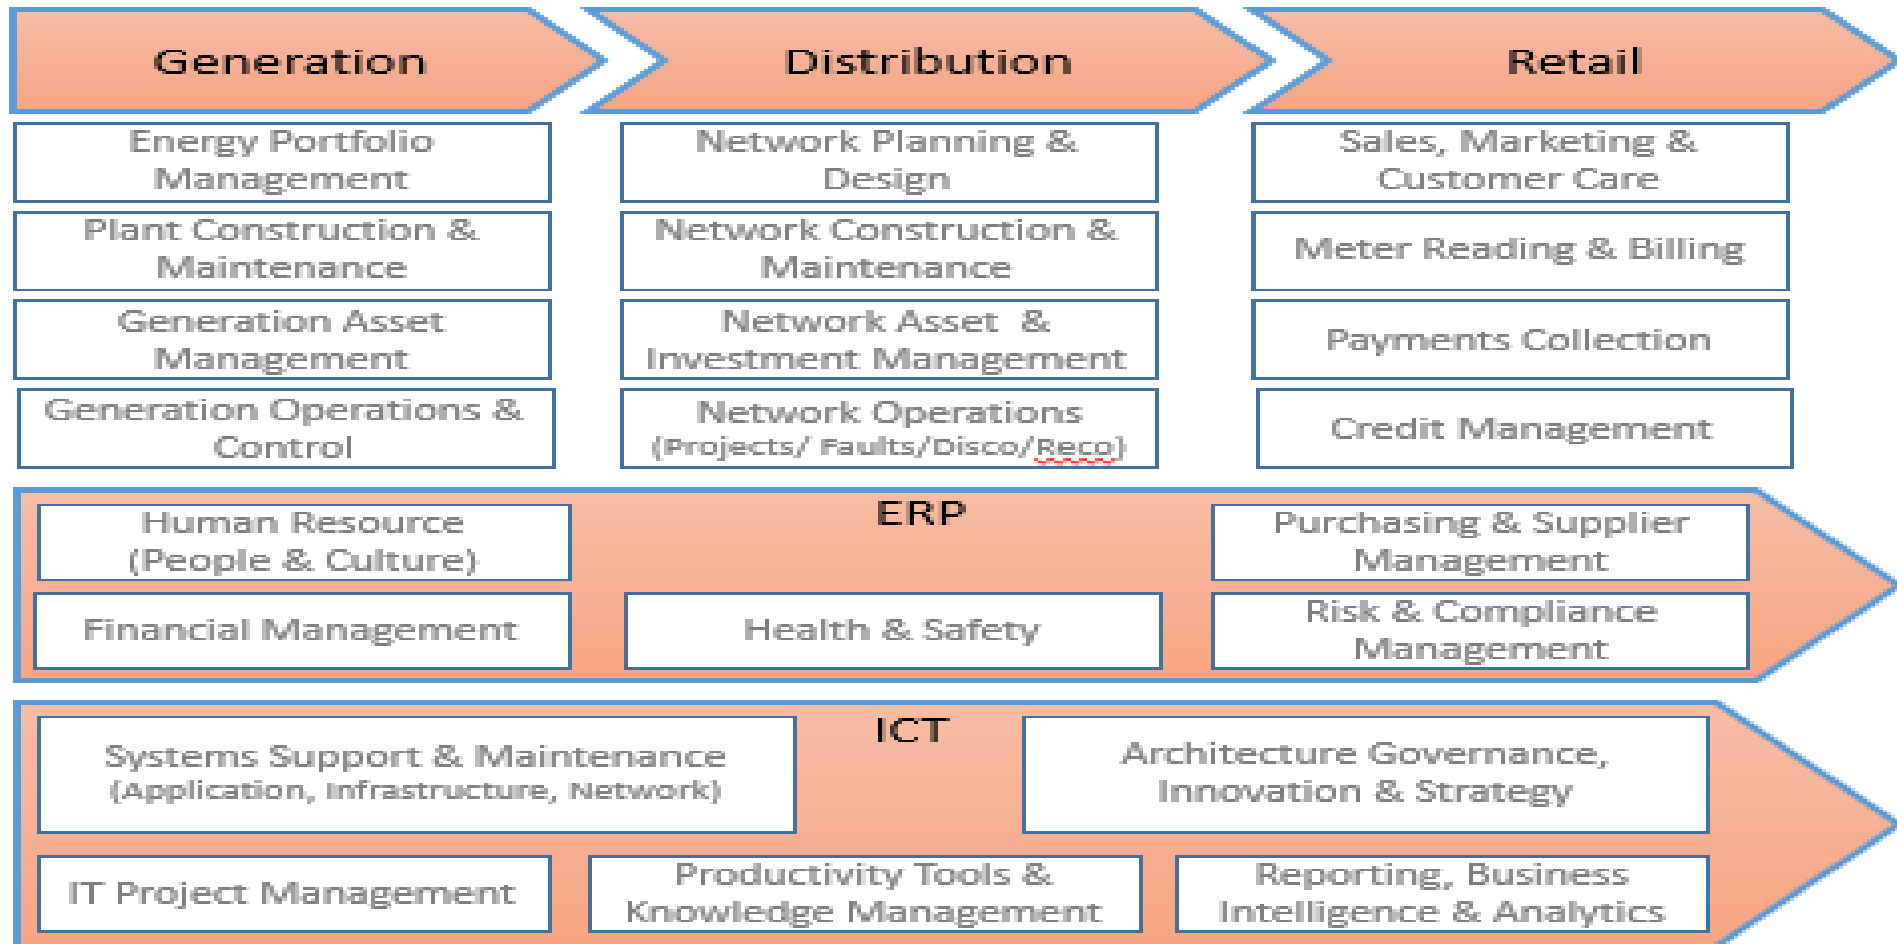 Generation
Distribution
Retail
Energy Portfolio
Management
Network Planning &
Design
Sales, Marketing &
Customer Care
Plant Construction &
Maintenance
Network Construction &
Maintenance
Meter Reading & Billing
Generation Asset
Management
Network Asset &
Investment Management
Payments Collection
Generation Operations &
Control
Network Operations
(Projects/ Faults/Disco/Reco)
Credit Management
ERP
Human Resource
(People & Culture)
Purchasing & Supplier
Management
Financial Management
Health & Safety
Risk & Compliance
Management
ICT
Systems Support & Maintenance
(Application, Infrastructure, Network)
Architecture Governance,
Innovation & Strategy
IT Project Management
Productivity Tools &
Knowledge Management
Reporting, Business
Intelligence & Analytics